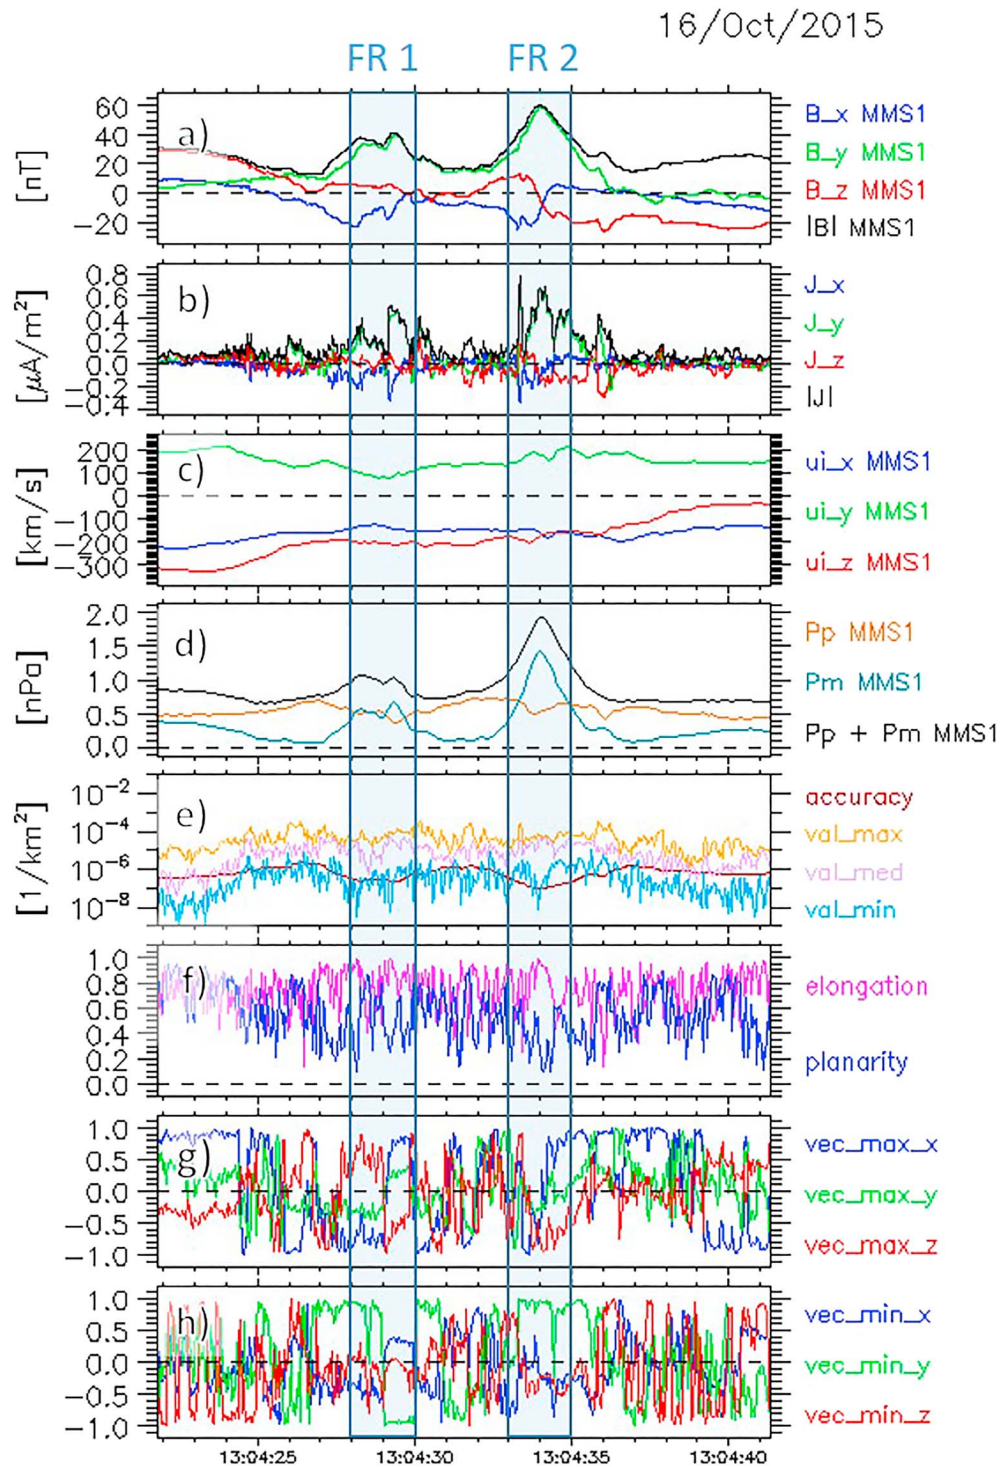 16/Oct/2015
FR 1 FR 2
a)
[nT]
60
40
20
0
−20
B_x MMS1
B_y MMS1
B_z MMS1
|B| MMS1
b)
[μA/m²]
0.8
0.6
0.4
0.2
0.0
−0.2
−0.4
J_x
J_y
J_z
|J|
c)
[km/s]
200
100
0
−100
−200
−300
ui_x MMS1
ui_y MMS1
ui_z MMS1
d)
[nPa]
2.0
1.5
1.0
0.5
0.0
Pp MMS1
Pm MMS1
Pp + Pm MMS1
e)
[1/km²]
10⁻²
10⁻⁴
10⁻⁶
10⁻⁸
accuracy
val_max
val_med
val_min
f)
1.0
0.8
0.6
0.4
0.2
0.0
elongation
planarity
g)
1.0
0.5
0.0
−0.5
−1.0
vec_max_x
vec_max_y
vec_max_z
h)
1.0
0.5
0.0
−0.5
−1.0
vec_min_x
vec_min_y
vec_min_z
13:04:25 13:04:30 13:04:35 13:04:40